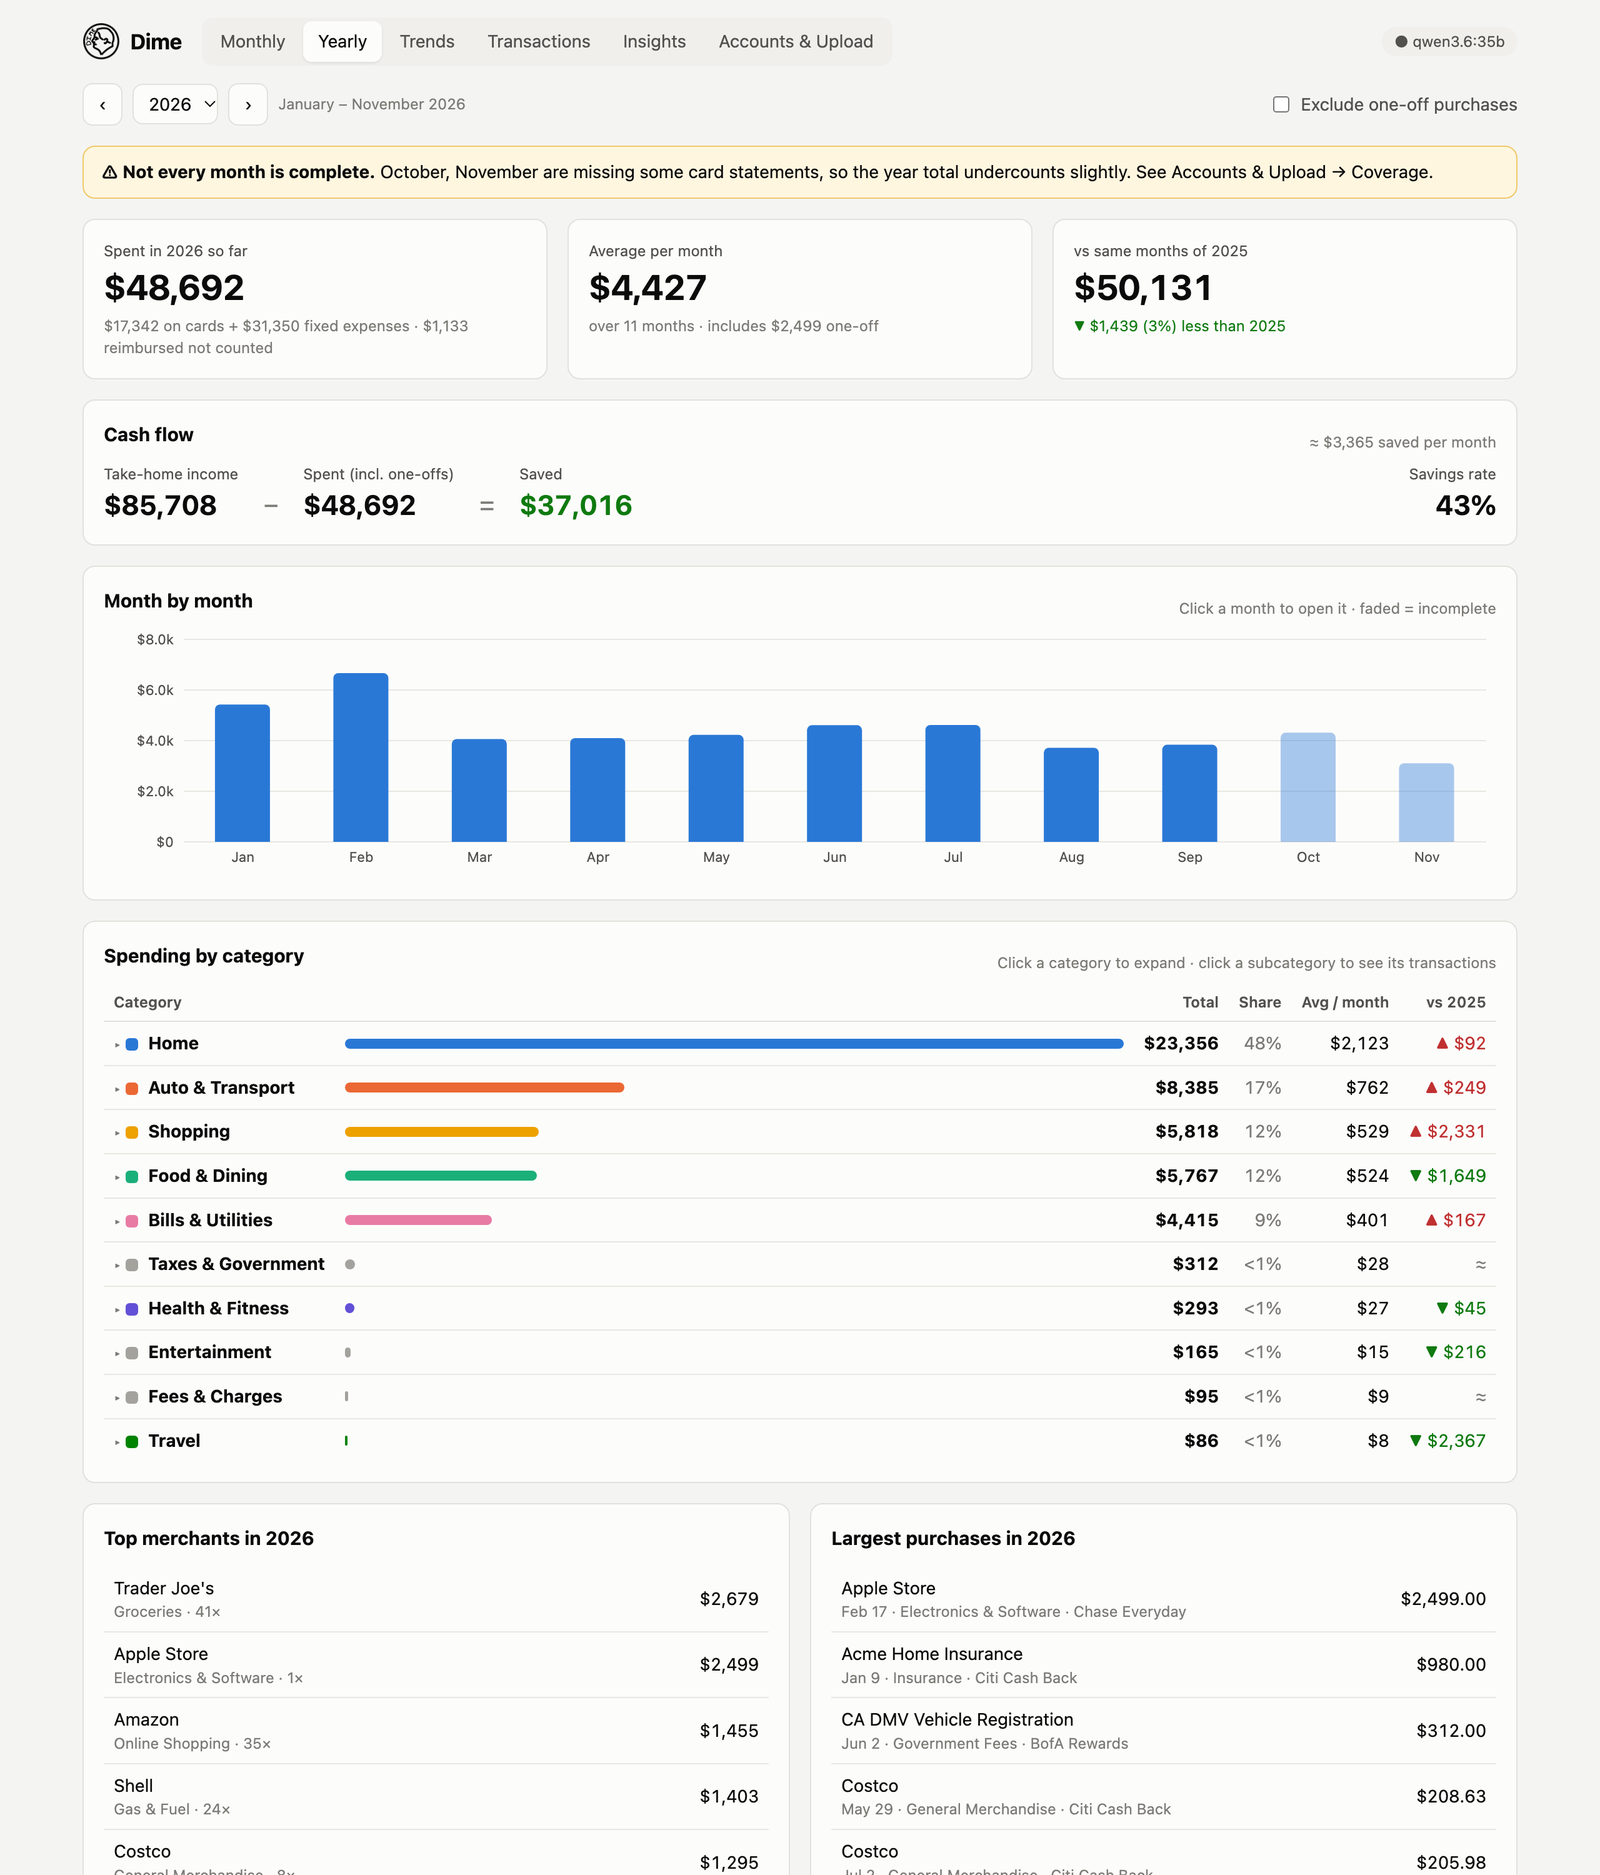 Dime
Monthly
Yearly
Trends
Transactions
Insights
Accounts & Upload
qwen3.6:35b
‹
2026
›
January – November 2026
Exclude one-off purchases
⚠ Not every month is complete. October, November are missing some card statements, so the year total undercounts slightly. See Accounts & Upload → Coverage.
Spent in 2026 so far
$48,692
$17,342 on cards + $31,350 fixed expenses · $1,133
reimbursed not counted
Average per month
$4,427
over 11 months · includes $2,499 one-off
vs same months of 2025
$50,131
▼ $1,439 (3%) less than 2025
Cash flow
≈ $3,365 saved per month
Take-home income
$85,708
–
Spent (incl. one-offs)
$48,692
=
Saved
$37,016
Savings rate
43%
Month by month
Click a month to open it · faded = incomplete
$8.0k
$6.0k
$4.0k
$2.0k
$0
Jan Feb Mar Apr May Jun Jul Aug Sep Oct Nov
Spending by category
Click a category to expand · click a subcategory to see its transactions
Category Total Share Avg / month vs 2025
▸ Home $23,356 48% $2,123 ▲ $92
▸ Auto & Transport $8,385 17% $762 ▲ $249
▸ Shopping $5,818 12% $529 ▲ $2,331
▸ Food & Dining $5,767 12% $524 ▼ $1,649
▸ Bills & Utilities $4,415 9% $401 ▲ $167
▸ Taxes & Government $312 <1% $28 ≈
▸ Health & Fitness $293 <1% $27 ▼ $45
▸ Entertainment $165 <1% $15 ▼ $216
▸ Fees & Charges $95 <1% $9 ≈
▸ Travel $86 <1% $8 ▼ $2,367
Top merchants in 2026
Trader Joe's
Groceries · 41×
$2,679
Apple Store
Electronics & Software · 1×
$2,499
Amazon
Online Shopping · 35×
$1,455
Shell
Gas & Fuel · 24×
$1,403
Costco
General Merchandise · 8×
$1,295
Largest purchases in 2026
Apple Store
Feb 17 · Electronics & Software · Chase Everyday
$2,499.00
Acme Home Insurance
Jan 9 · Insurance · Citi Cash Back
$980.00
CA DMV Vehicle Registration
Jun 2 · Government Fees · BofA Rewards
$312.00
Costco
May 29 · General Merchandise · Citi Cash Back
$208.63
Costco
Jul 2 · General Merchandise · Citi Cash Back
$205.98